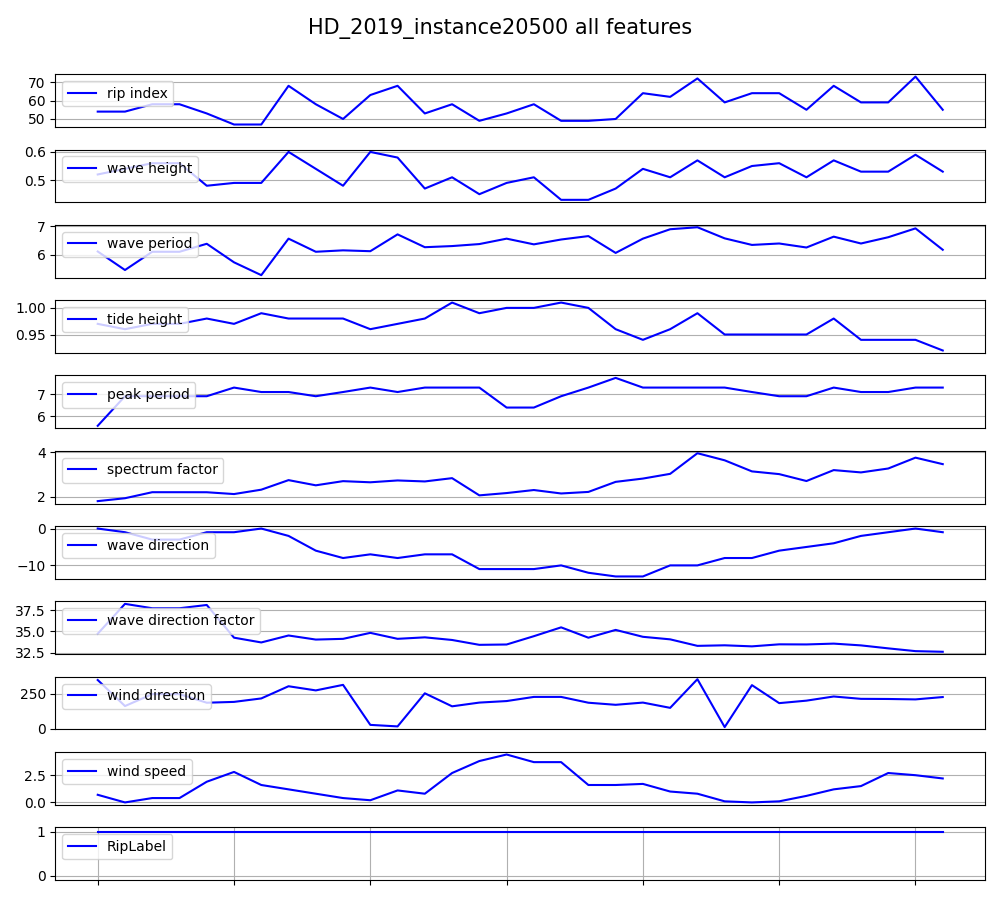 HD_2019_instance20500 all features
70
60
50
rip index
0.6
0.5
wave height
7
6
wave period
1.00
0.95
tide height
7
6
peak period
4
2
spectrum factor
0
−10
wave direction
37.5
35.0
32.5
wave direction factor
250
0
wind direction
2.5
0.0
wind speed
1
0
RipLabel